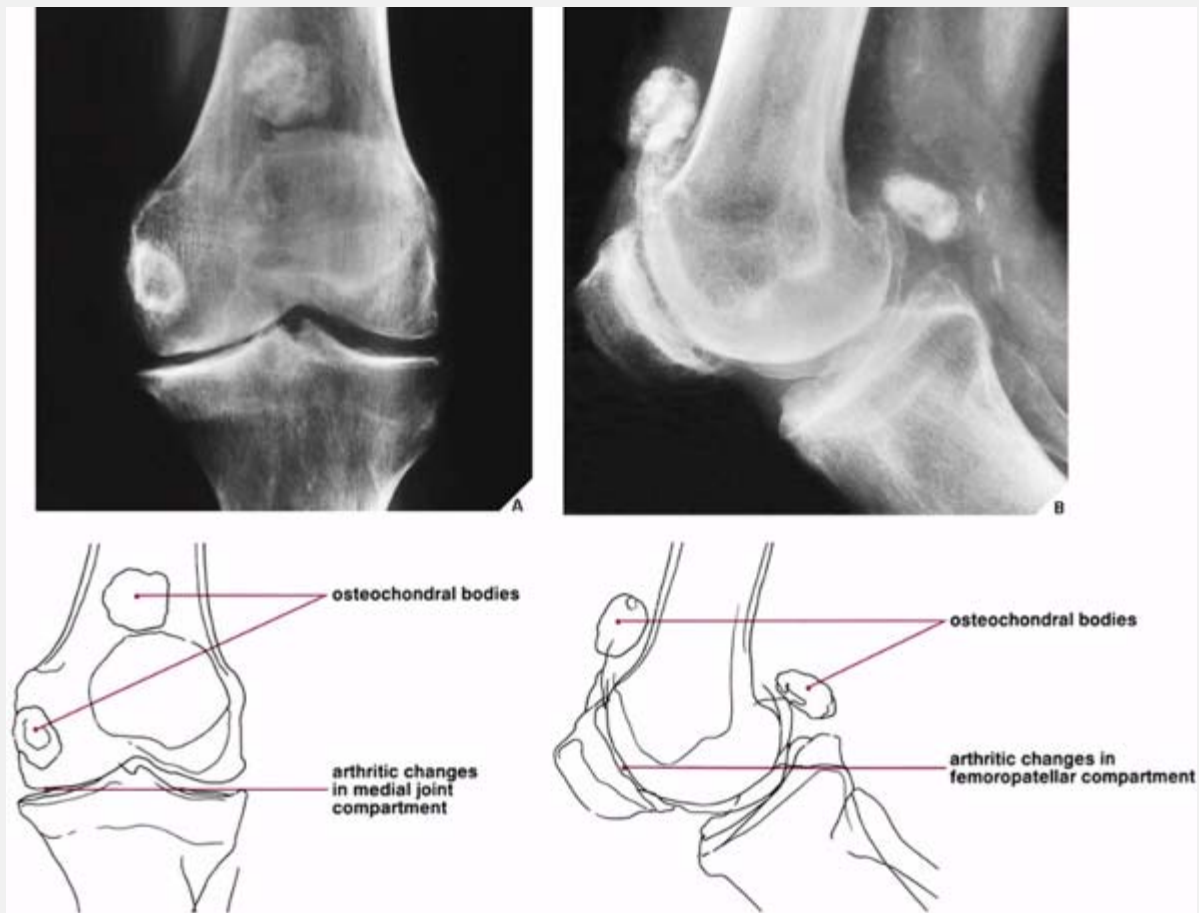 A
B
osteochondral bodies
arthritic changes
in medial joint
compartment
osteochondral bodies
arthritic changes in
femoropatellar compartment